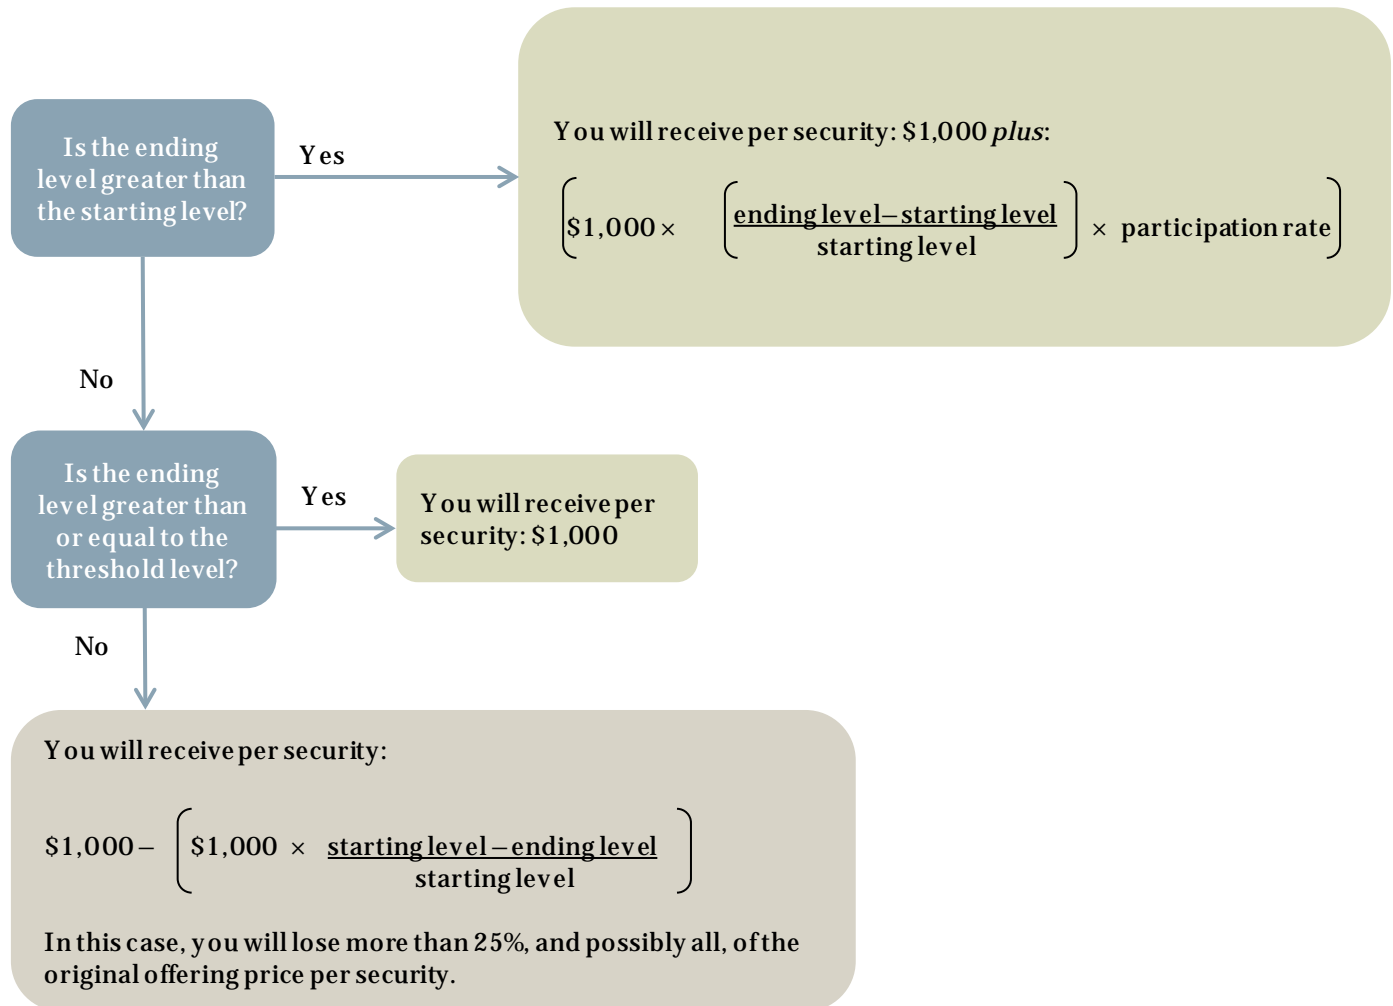 Is the ending
level greater than
the starting level?
Yes
You will receive per security: $1,000 plus:
$1,000 ×
ending level – starting level
starting level
× participation rate
No
Is the ending
level greater than
or equal to the
threshold level?
Yes
You will receive per
security: $1,000
No
You will receive per security:
$1,000 –
$1,000 ×
starting level – ending level
starting level
In this case, you will lose more than 25%, and possibly all, of the
original offering price per security.